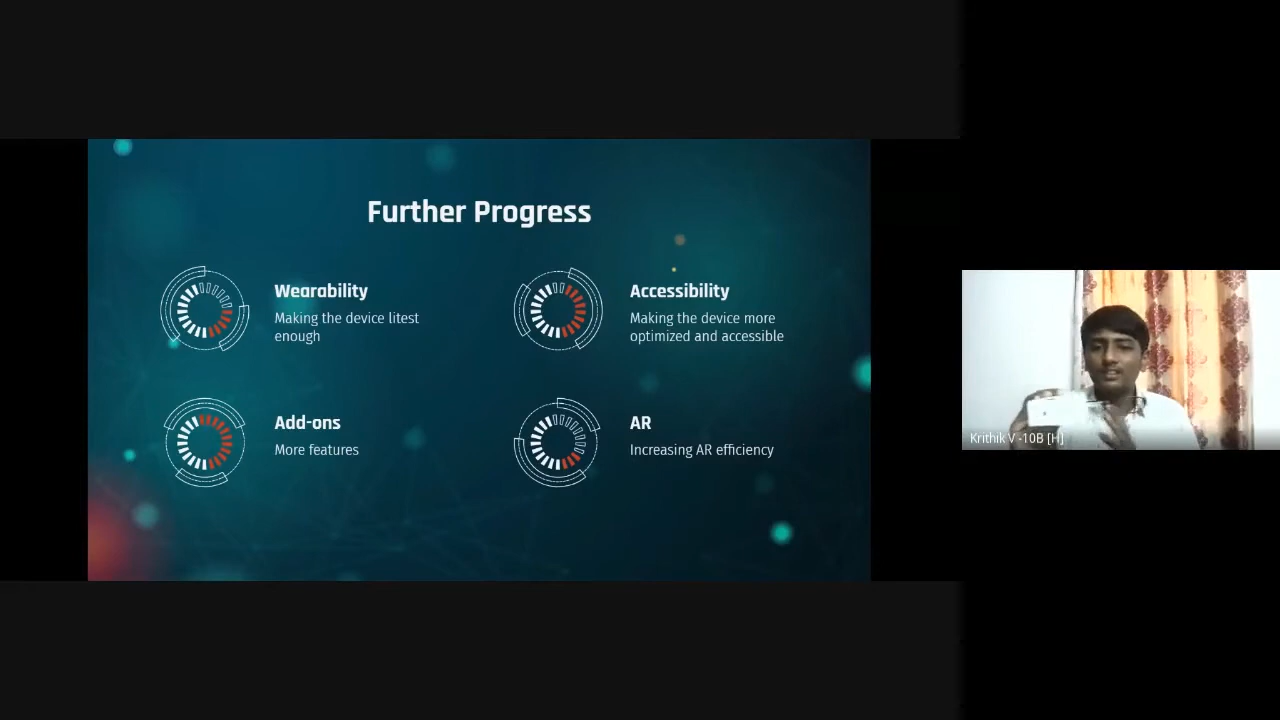 Further Progress
Wearability
Making the device litest
enough
Accessibility
Making the device more
optimized and accessible
Add-ons
More features
AR
Increasing AR efficiency
Krithik V -10B [H]